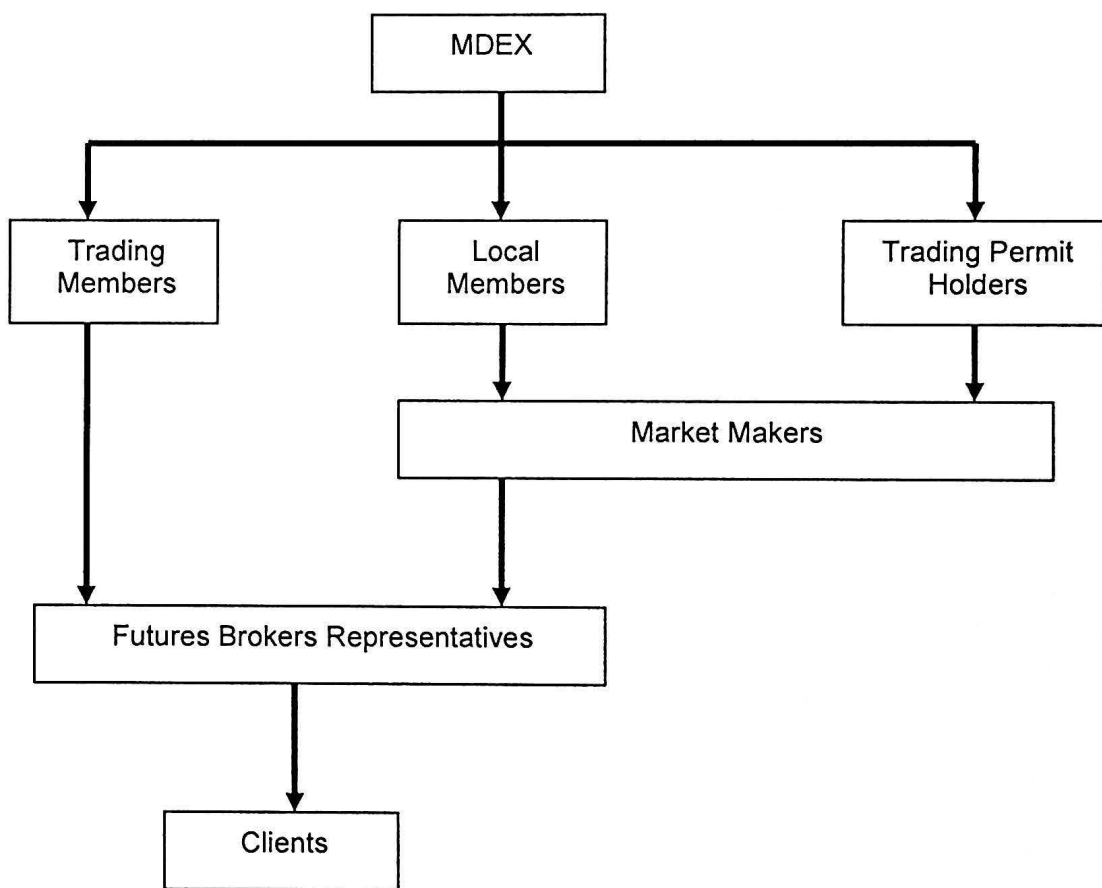 MDEX
Trading
Members
Local
Members
Trading Permit
Holders
Market Makers
Futures Brokers Representatives
Clients